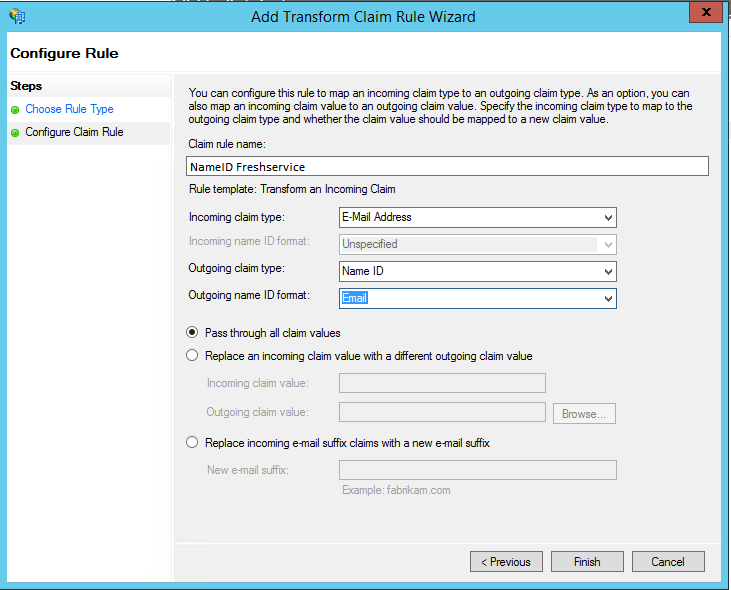 Add Transform Claim Rule Wizard
X
Configure Rule
Steps
Choose Rule Type
Configure Claim Rule
You can configure this rule to map an incoming claim type to an outgoing claim type. As an option, you can
also map an incoming claim value to an outgoing claim value. Specify the incoming claim type to map to the
outgoing claim type and whether the claim value should be mapped to a new claim value.
Claim rule name:
NameID Freshservice
Rule template: Transform an Incoming Claim
Incoming claim type: E-Mail Address
Incoming name ID format: Unspecified
Outgoing claim type: Name ID
Outgoing name ID format: Email
Pass through all claim values
Replace an incoming claim value with a different outgoing claim value
Incoming claim value:
Outgoing claim value: Browse...
Replace incoming e-mail suffix claims with a new e-mail suffix
New e-mail suffix:
Example: fabrikam.com
< Previous Finish Cancel